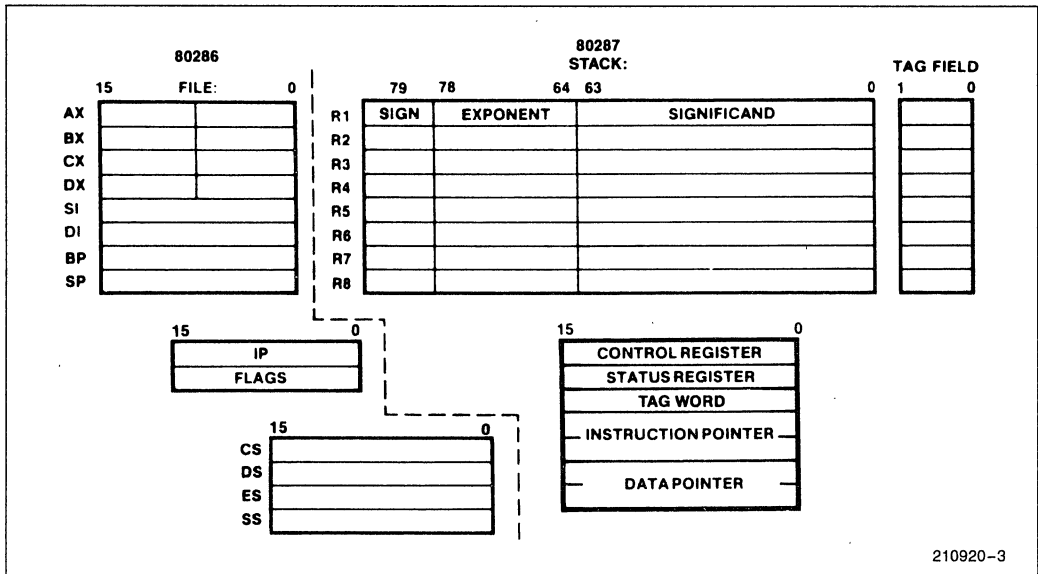 80286
15 FILE: 0
AX
BX
CX
DX
SI
DI
BP
SP
80287
STACK:
79 78 64 63 0
R1 SIGN EXPONENT SIGNIFICAND
R2
R3
R4
R5
R6
R7
R8
TAG FIELD
1 0
15 0
IP
FLAGS
15 0
CS
DS
ES
SS
15 0
CONTROL REGISTER
STATUS REGISTER
TAG WORD
INSTRUCTION POINTER
DATA POINTER
210920-3